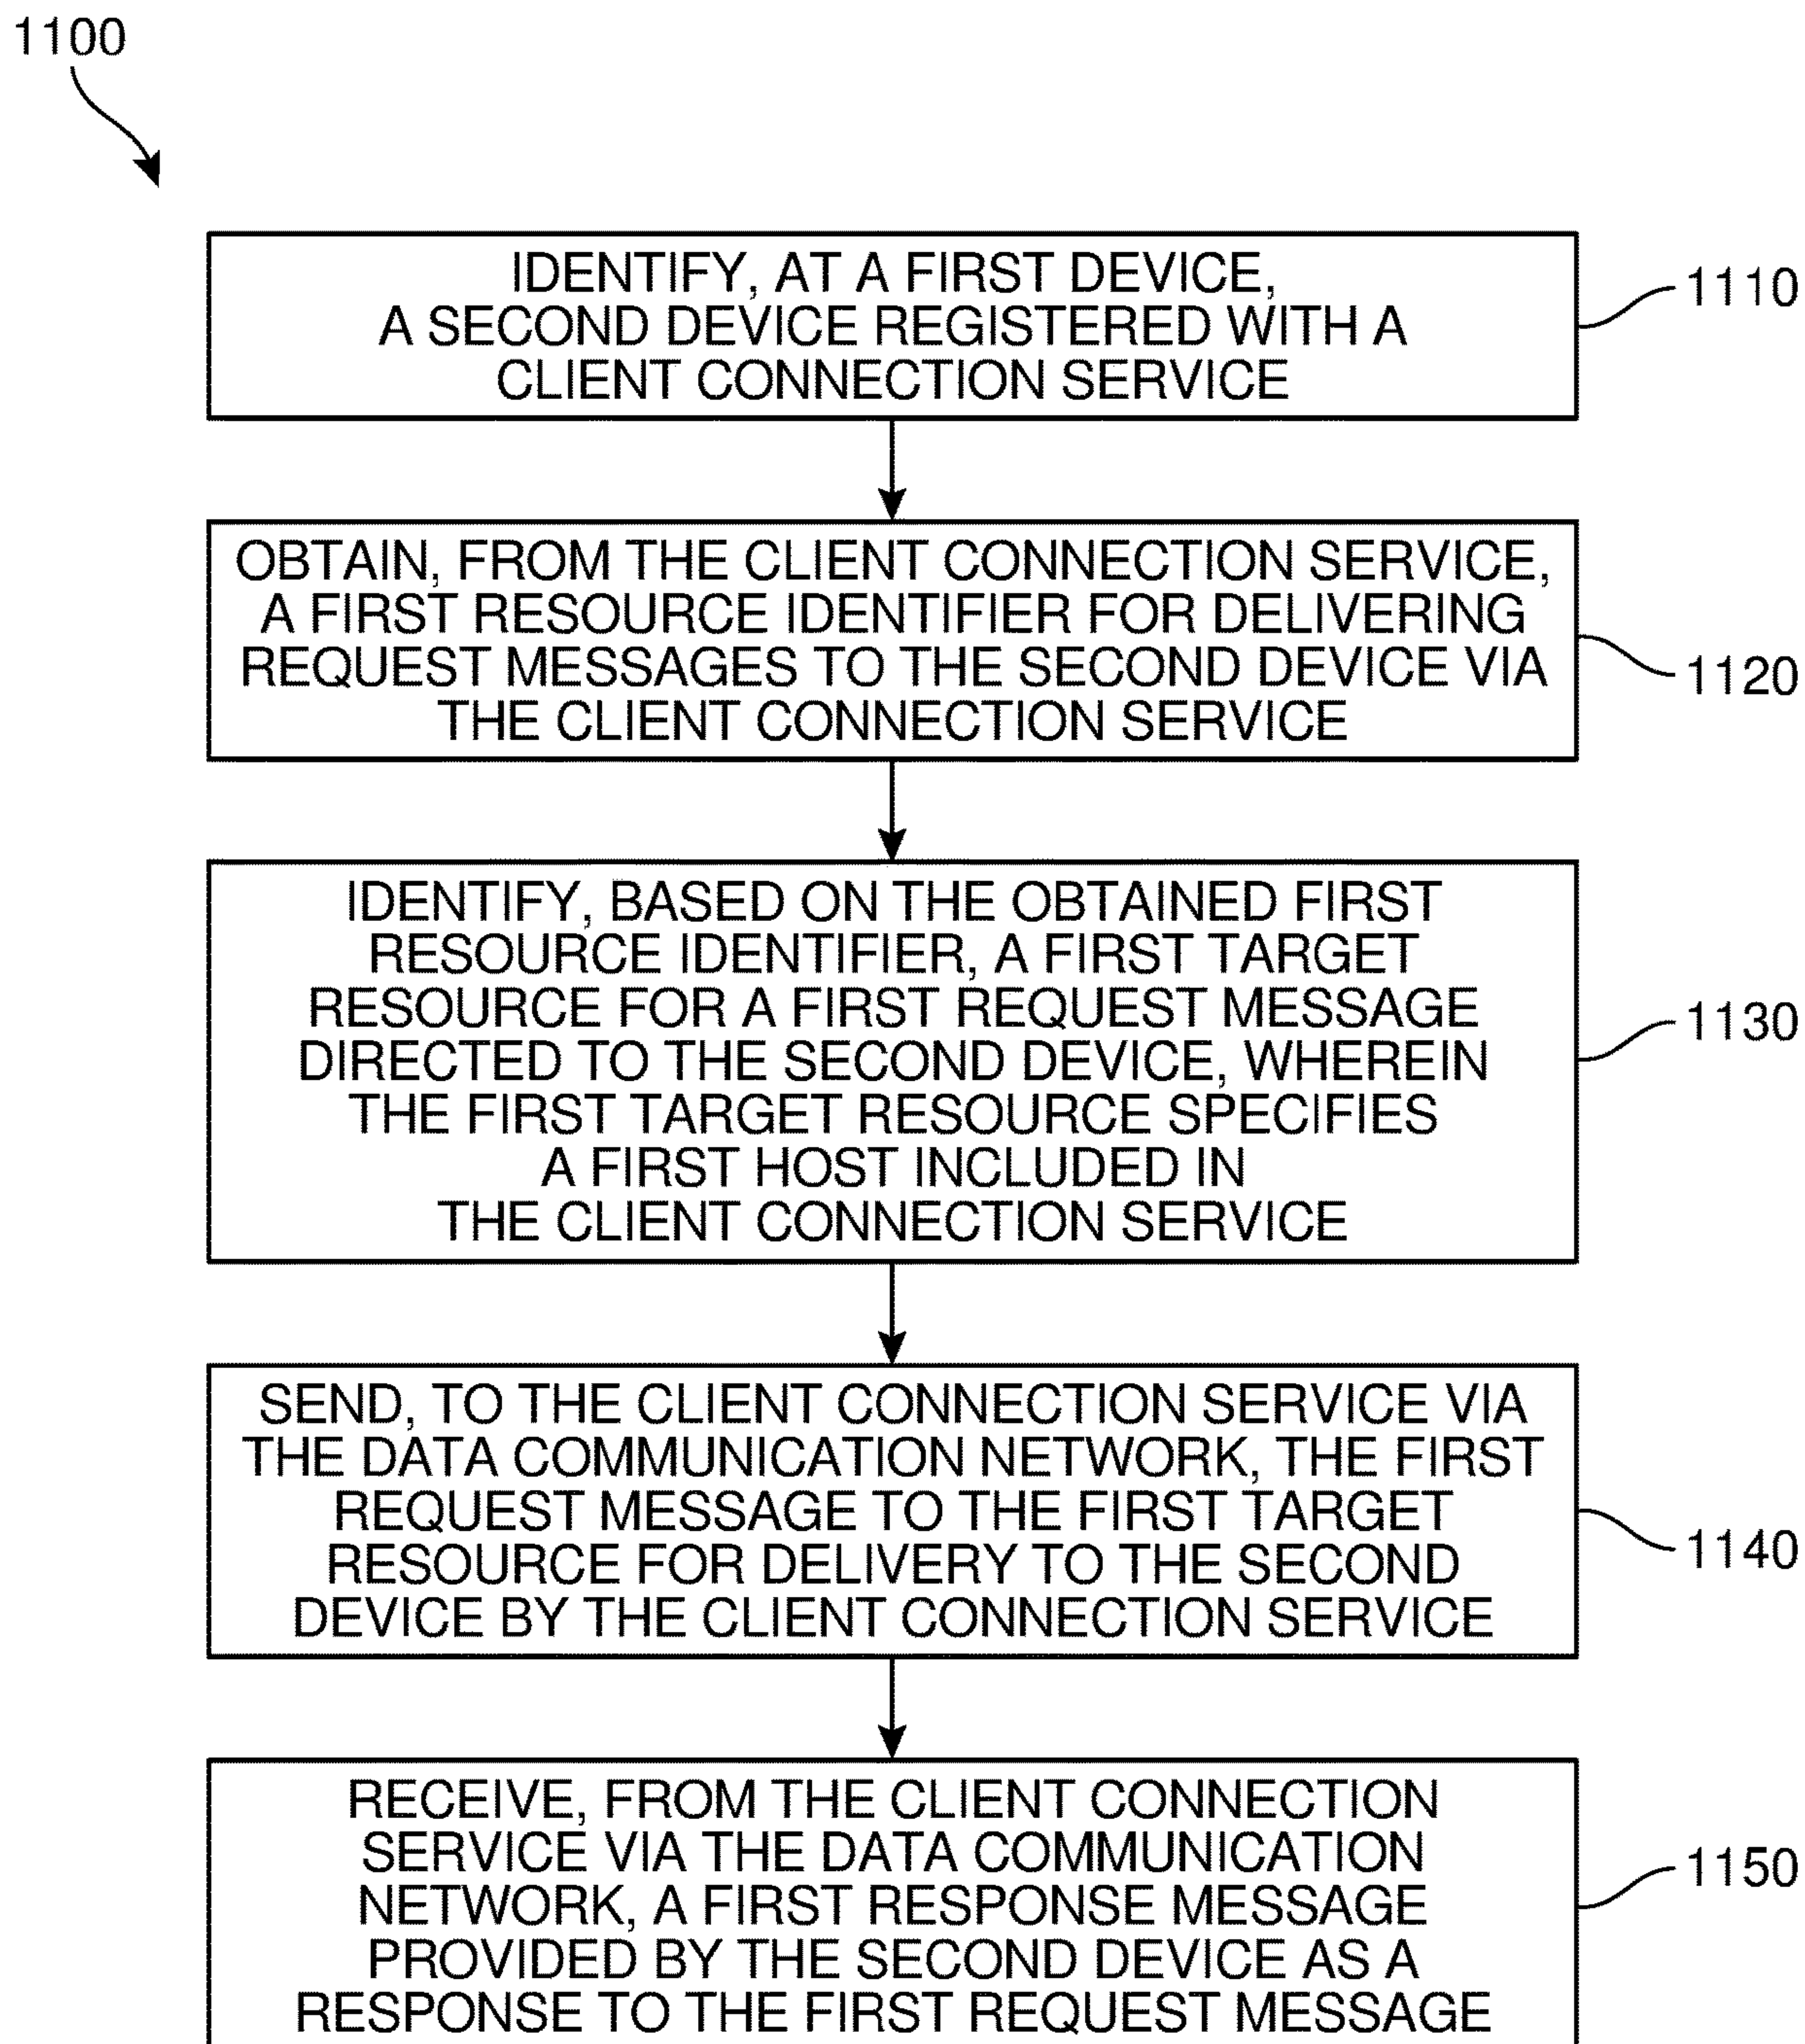 1100
IDENTIFY, AT A FIRST DEVICE,
A SECOND DEVICE REGISTERED WITH A
CLIENT CONNECTION SERVICE
1110
OBTAIN, FROM THE CLIENT CONNECTION SERVICE,
A FIRST RESOURCE IDENTIFIER FOR DELIVERING
REQUEST MESSAGES TO THE SECOND DEVICE VIA
THE CLIENT CONNECTION SERVICE
1120
IDENTIFY, BASED ON THE OBTAINED FIRST
RESOURCE IDENTIFIER, A FIRST TARGET
RESOURCE FOR A FIRST REQUEST MESSAGE
DIRECTED TO THE SECOND DEVICE, WHEREIN
THE FIRST TARGET RESOURCE SPECIFIES
A FIRST HOST INCLUDED IN
THE CLIENT CONNECTION SERVICE
1130
SEND, TO THE CLIENT CONNECTION SERVICE VIA
THE DATA COMMUNICATION NETWORK, THE FIRST
REQUEST MESSAGE TO THE FIRST TARGET
RESOURCE FOR DELIVERY TO THE SECOND
DEVICE BY THE CLIENT CONNECTION SERVICE
1140
RECEIVE, FROM THE CLIENT CONNECTION
SERVICE VIA THE DATA COMMUNICATION
NETWORK, A FIRST RESPONSE MESSAGE
PROVIDED BY THE SECOND DEVICE AS A
RESPONSE TO THE FIRST REQUEST MESSAGE
1150